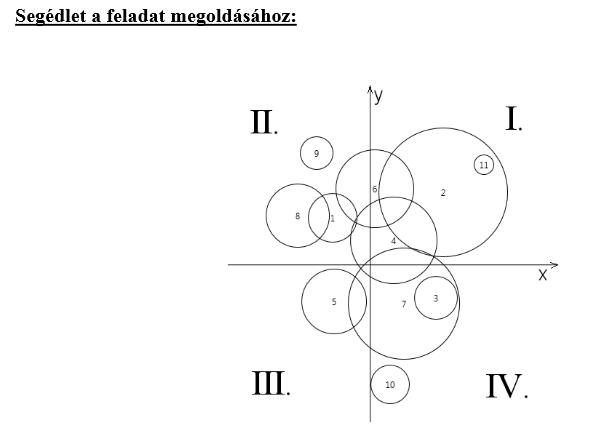 Segédlet a feladat megoldásához:
y
I.
II.
9
11
6
2
8
1
4
X
5
7
3
III.
10
IV.